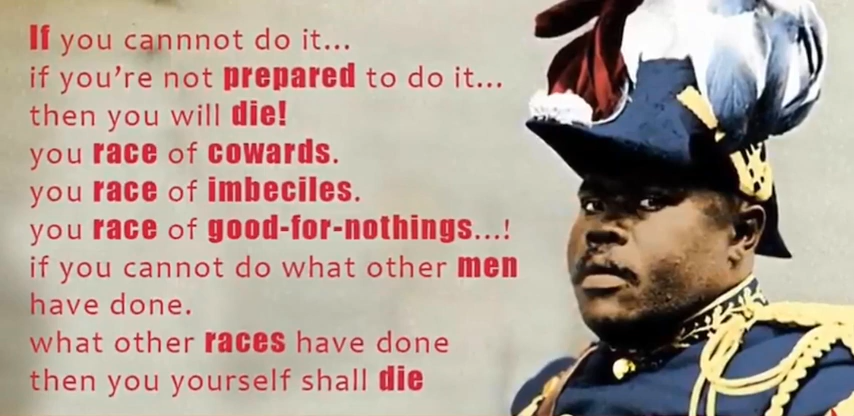 If you cannnot do it...
if you're not prepared to do it...
then you will die!
you race of cowards.
you race of imbeciles.
you race of good-for-nothings...!
if you cannot do what other men
have done.
what other races have done
then you yourself shall die